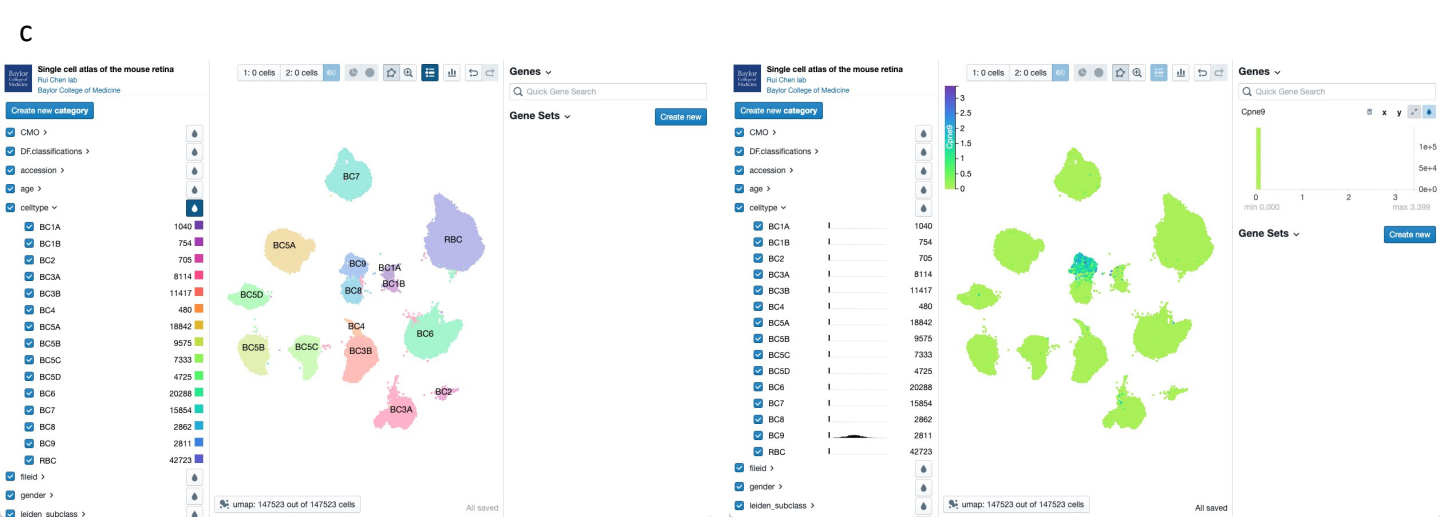 C
Baylor
College of
Medicine
Single cell atlas of the mouse retina
Rui Chen lab
Baylor College of Medicine
Create new category
CMO
DF.classifications
accession
age
celltype
BC1A 1040
BC1B 754
BC2 705
BC3A 8114
BC3B 11417
BC4 480
BC5A 18842
BC5B 9575
BC5C 7333
BC5D 4725
BC6 20288
BC7 15854
BC8 2862
BC9 2811
RBC 42723
fileid
gender
leiden_subclass
1: 0 cells 2: 0 cells
BC7
RBC
BC5A
BC9
BC1A
BC8
BC1B
BC5D
BC4
BC6
BC5B
BC5C
BC3B
BC2
BC3A
umap: 147523 out of 147523 cells
All saved
Genes
Quick Gene Search
Gene Sets
Create new
Baylor
College of
Medicine
Single cell atlas of the mouse retina
Rui Chen lab
Baylor College of Medicine
Create new category
CMO
DF.classifications
accession
age
celltype
BC1A 1040
BC1B 754
BC2 705
BC3A 8114
BC3B 11417
BC4 480
BC5A 18842
BC5B 9575
BC5C 7333
BC5D 4725
BC6 20288
BC7 15854
BC8 2862
BC9 2811
RBC 42723
fileid
gender
leiden_subclass
1: 0 cells 2: 0 cells
Cpne9
3
2.5
2
1.5
1
0.5
0
umap: 147523 out of 147523 cells
All saved
Genes
Quick Gene Search
Cpne9 x y
1e+5
5e+4
0e+0
0 1 2 3
min 0.000 max 3.399
Gene Sets
Create new